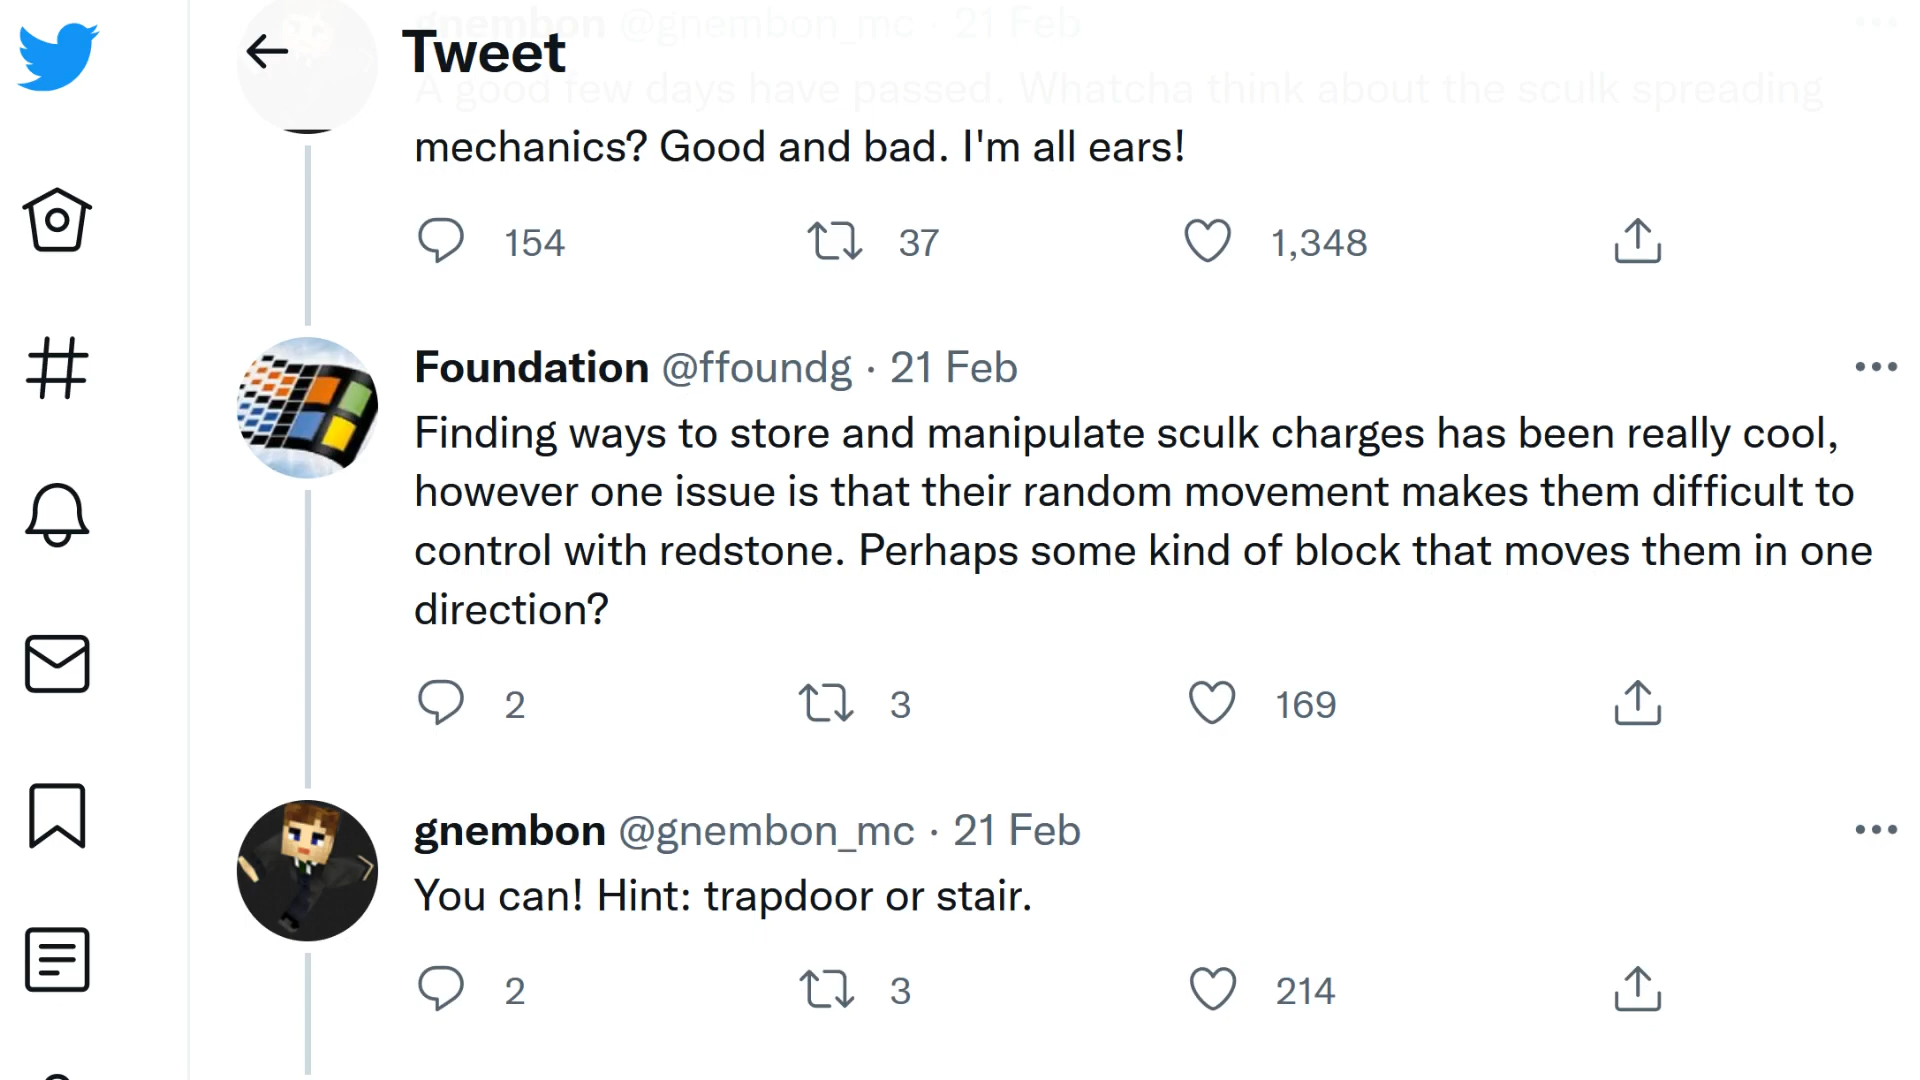 gnembon @gnembon_mc · 21 Feb
Tweet
A good few days have passed. Whatcha think about the sculk spreading
mechanics? Good and bad. I'm all ears!
154 37 1,348
Foundation @ffoundg · 21 Feb
Finding ways to store and manipulate sculk charges has been really cool,
however one issue is that their random movement makes them difficult to
control with redstone. Perhaps some kind of block that moves them in one
direction?
2 3 169
gnembon @gnembon_mc · 21 Feb
You can! Hint: trapdoor or stair.
2 3 214